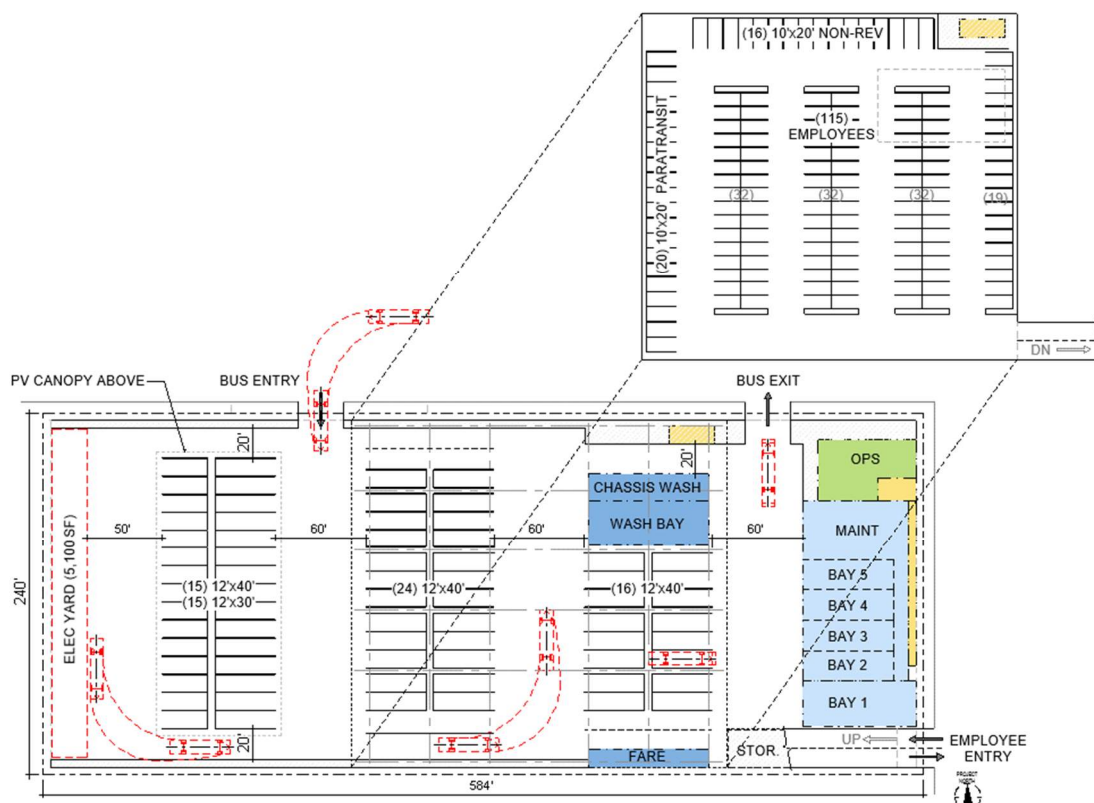 (16) 10'x20' NON-REV
(20) 10'x20' PARATRANSIT
(115)
EMPLOYEES
(32)
(32)
(32)
(19)
DN
PV CANOPY ABOVE
BUS ENTRY
BUS EXIT
20'
20'
OPS
CHASSIS WASH
WASH BAY
MAINT
50'
60'
60'
60'
240'
ELEC YARD (5,100 SF)
(15) 12'x40'
(15) 12'x30'
(24) 12'x40'
(16) 12'x40'
BAY 5
BAY 4
BAY 3
BAY 2
BAY 1
20'
FARE
STOR.
UP
EMPLOYEE
ENTRY
584'
PROJECT
NORTH